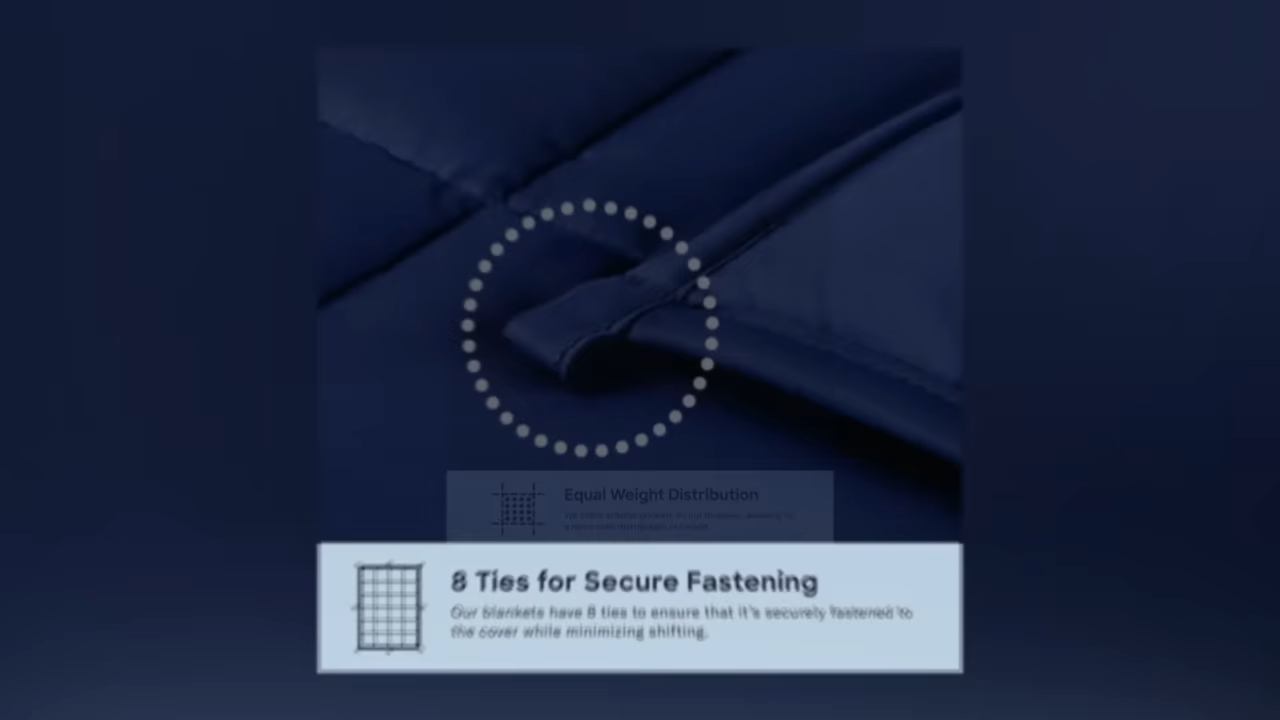 Equal Weight Distribution
8 Ties for Secure Fastening
Our blankets have 8 ties to ensure that it's securely fastened to
the cover while minimizing shifting.